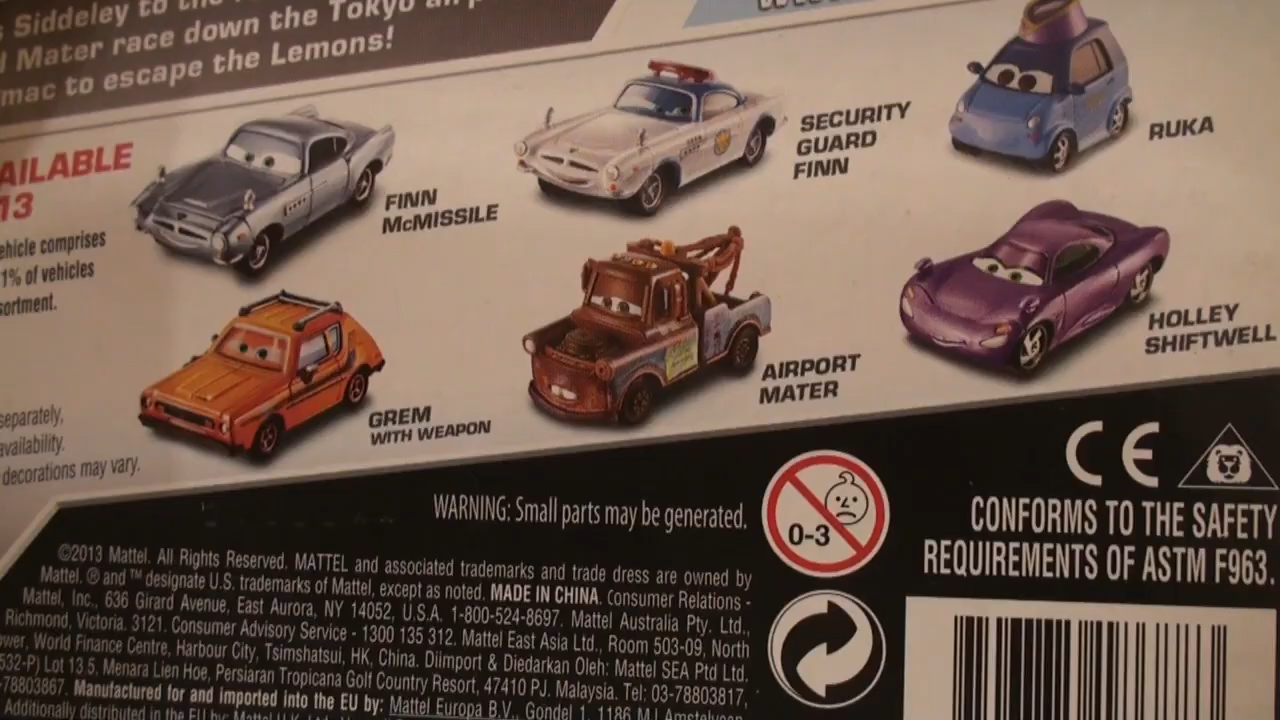 Siddeley to the
Mater race down the Tokyo
mac to escape the Lemons!
AILABLE
13
ehicle comprises
1% of vehicles
sortment.
separately,
availability.
decorations may vary.
FINN
McMISSILE
SECURITY
GUARD
FINN
RUKA
GREM
WITH WEAPON
AIRPORT
MATER
HOLLEY
SHIFTWELL
WARNING: Small parts may be generated.
0-3
CE
CONFORMS TO THE SAFETY
REQUIREMENTS OF ASTM F963.
©2013 Mattel. All Rights Reserved. MATTEL and associated trademarks and trade dress are owned by
Mattel. ® and ™ designate U.S. trademarks of Mattel, except as noted. MADE IN CHINA. Consumer Relations -
Mattel, Inc., 636 Girard Avenue, East Aurora, NY 14052, U.S.A. 1-800-524-8697. Mattel Australia Pty. Ltd.,
Richmond, Victoria. 3121. Consumer Advisory Service - 1300 135 312. Mattel East Asia Ltd., Room 503-09, North
ower, World Finance Centre, Harbour City, Tsimshatsui, HK, China. Diimport & Diedarkan Oleh: Mattel SEA Ptd Ltd.
532-P) Lot 13.5, Menara Lien Hoe, Persiaran Tropicana Golf Country Resort, 47410 PJ. Malaysia. Tel: 03-78803817,
-78803867. Manufactured for and imported into the EU by: Mattel Europa B.V., Gondel 1, 1186 MJ Amstelveen,
Additionally distributed in the EU by: Mattel U.K. Ltd.